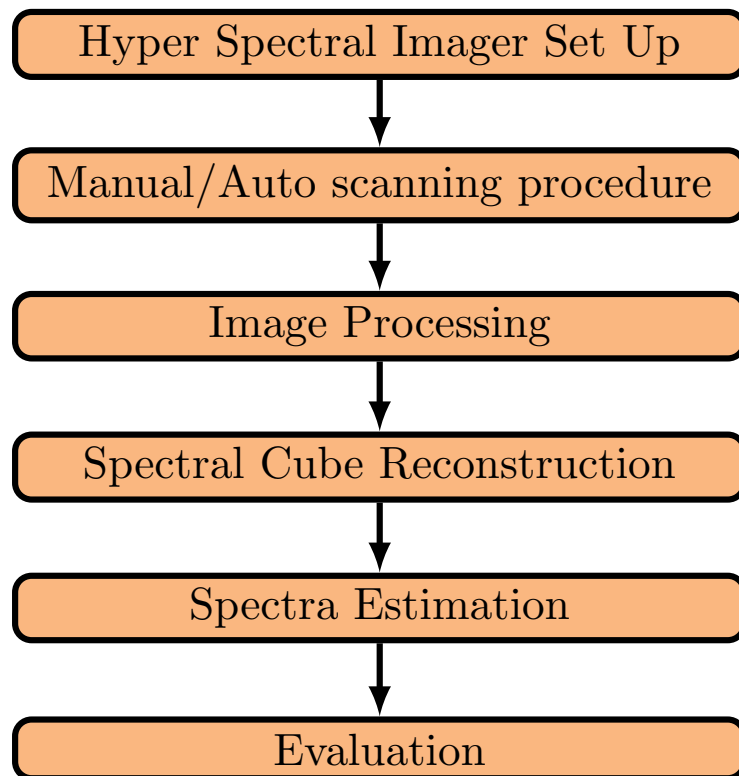 Hyper Spectral Imager Set Up
Manual/Auto scanning procedure
Image Processing
Spectral Cube Reconstruction
Spectra Estimation
Evaluation